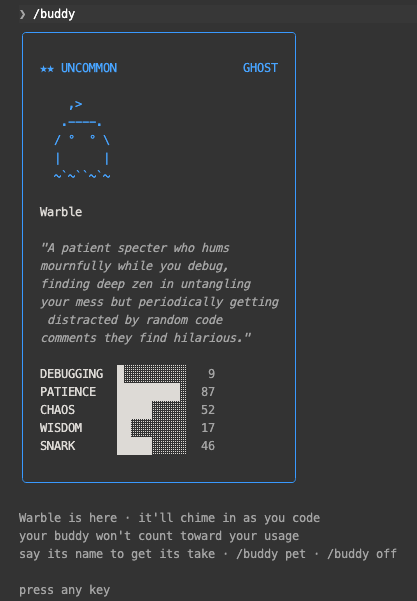 ❯ /buddy
★★ UNCOMMON GHOST
,>
.----.
/ ° ° \
| |
~`~``~`~
Warble
"A patient specter who hums
mournfully while you debug,
finding deep zen in untangling
your mess but periodically getting
distracted by random code
comments they find hilarious."
DEBUGGING 9
PATIENCE 87
CHAOS 52
WISDOM 17
SNARK 46
Warble is here · it'll chime in as you code
your buddy won't count toward your usage
say its name to get its take · /buddy pet · /buddy off
press any key